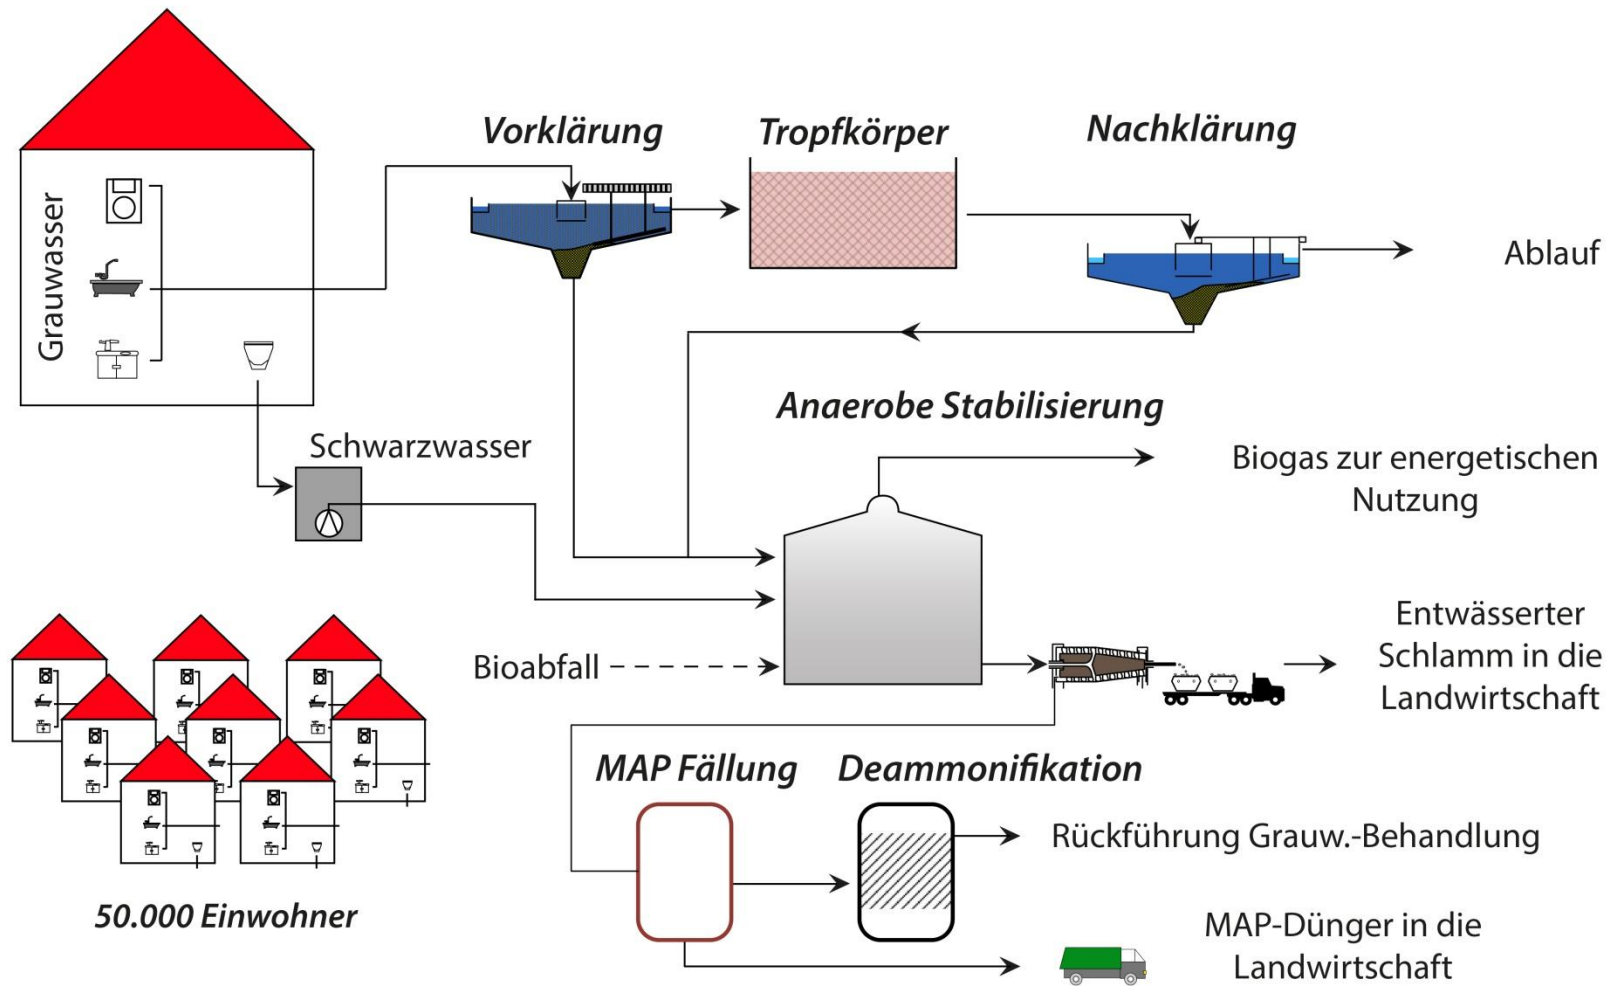 Vorklärung
Tropfkörper
Nachklärung
Grauwasser
Ablauf
Anaerobe Stabilisierung
Schwarzwasser
Biogas zur energetischen
Nutzung
Entwässerter
Schlamm in die
Landwirtschaft
Bioabfall
MAP Fällung
Deammonifikation
Rückführung Grauw.-Behandlung
50.000 Einwohner
MAP-Dünger in die
Landwirtschaft